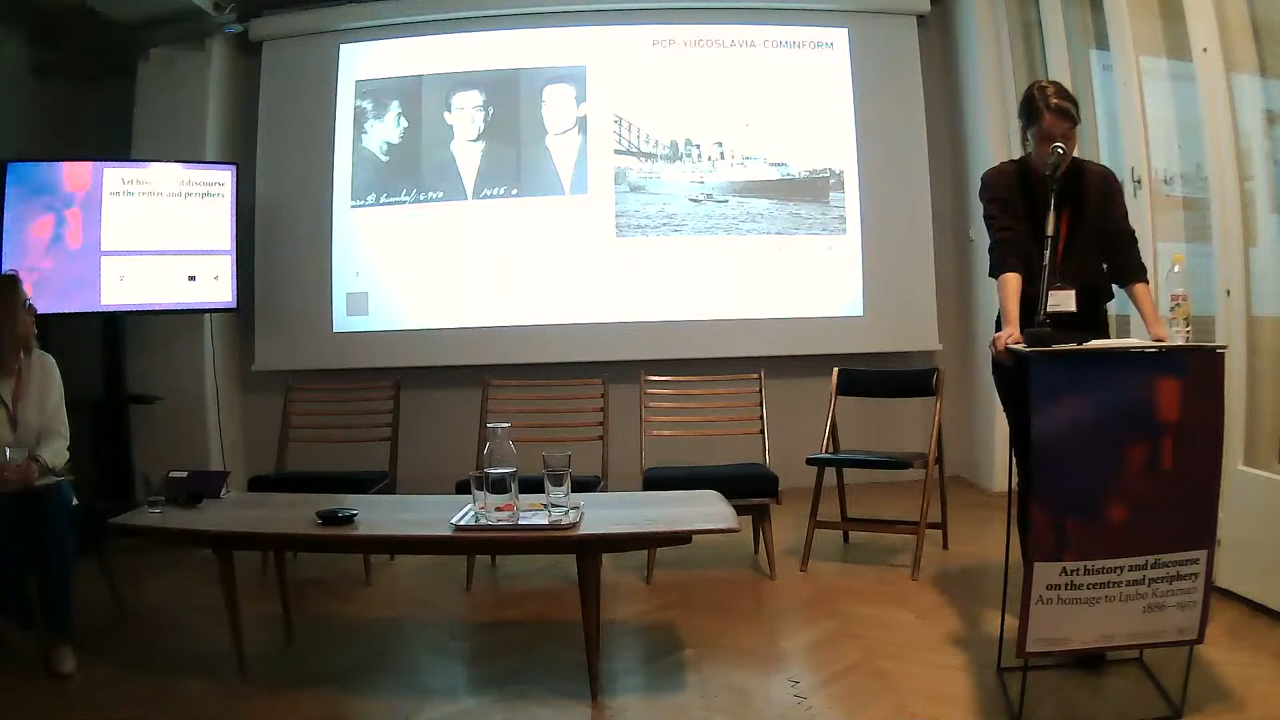 PCP-YUGOSLAVIA-COMINFORM
1485
Art history and discourse
on the centre and periphery
Art history and discourse
on the centre and periphery
An homage to Ljubo Karaman
1886—1971